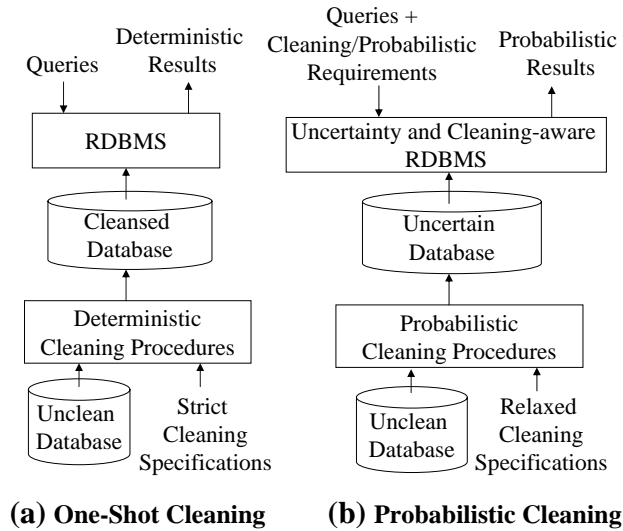 Queries
Deterministic
Results
RDBMS
Cleansed
Database
Deterministic
Cleaning Procedures
Unclean
Database
Strict
Cleaning
Specifications
(a) One-Shot Cleaning
Queries +
Cleaning/Probabilistic
Requirements
Probabilistic
Results
Uncertainty and Cleaning-aware
RDBMS
Uncertain
Database
Probabilistic
Cleaning Procedures
Unclean
Database
Relaxed
Cleaning
Specifications
(b) Probabilistic Cleaning